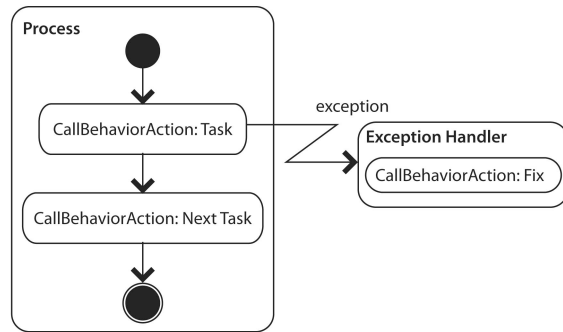 Process
CallBehaviorAction: Task
exception
Exception Handler
CallBehaviorAction: Fix
CallBehaviorAction: Next Task